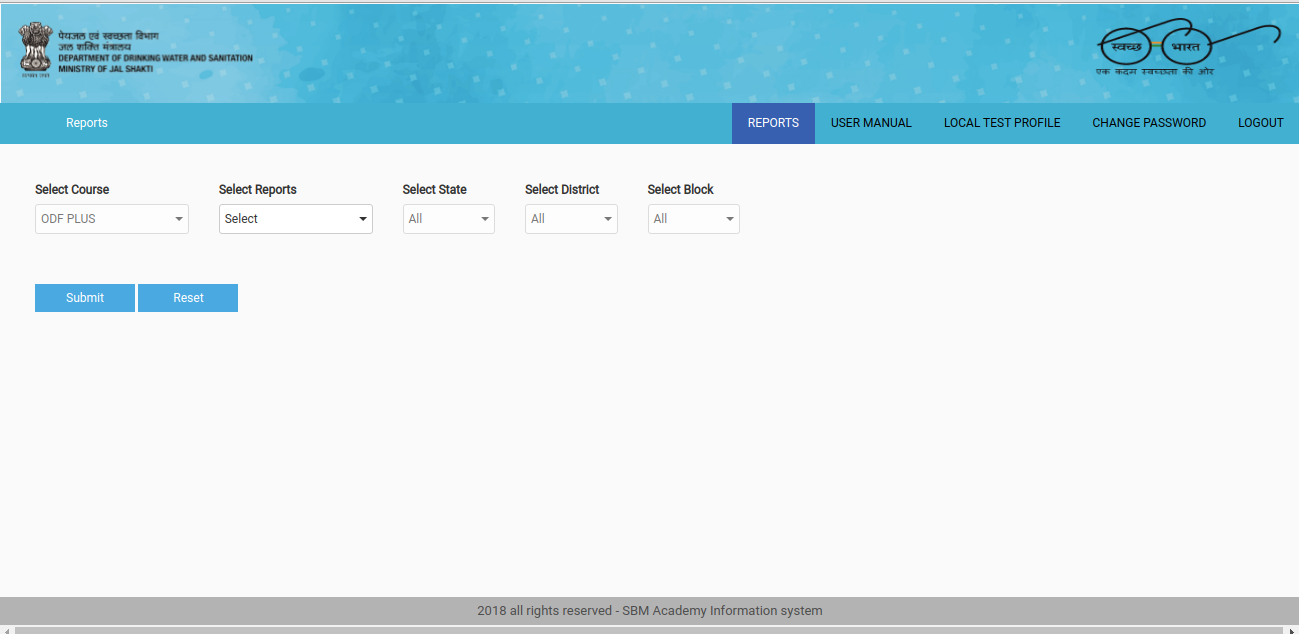 पेयजल एवं स्वच्छता विभाग
जल शक्ति मंत्रालय
DEPARTMENT OF DRINKING WATER AND SANITATION
MINISTRY OF JAL SHAKTI
स्वच्छ भारत
एक कदम स्वच्छता की ओर
Reports REPORTS USER MANUAL LOCAL TEST PROFILE CHANGE PASSWORD LOGOUT
Select Course Select Reports Select State Select District Select Block
ODF PLUS Select All All All
Submit Reset
2018 all rights reserved - SBM Academy Information system